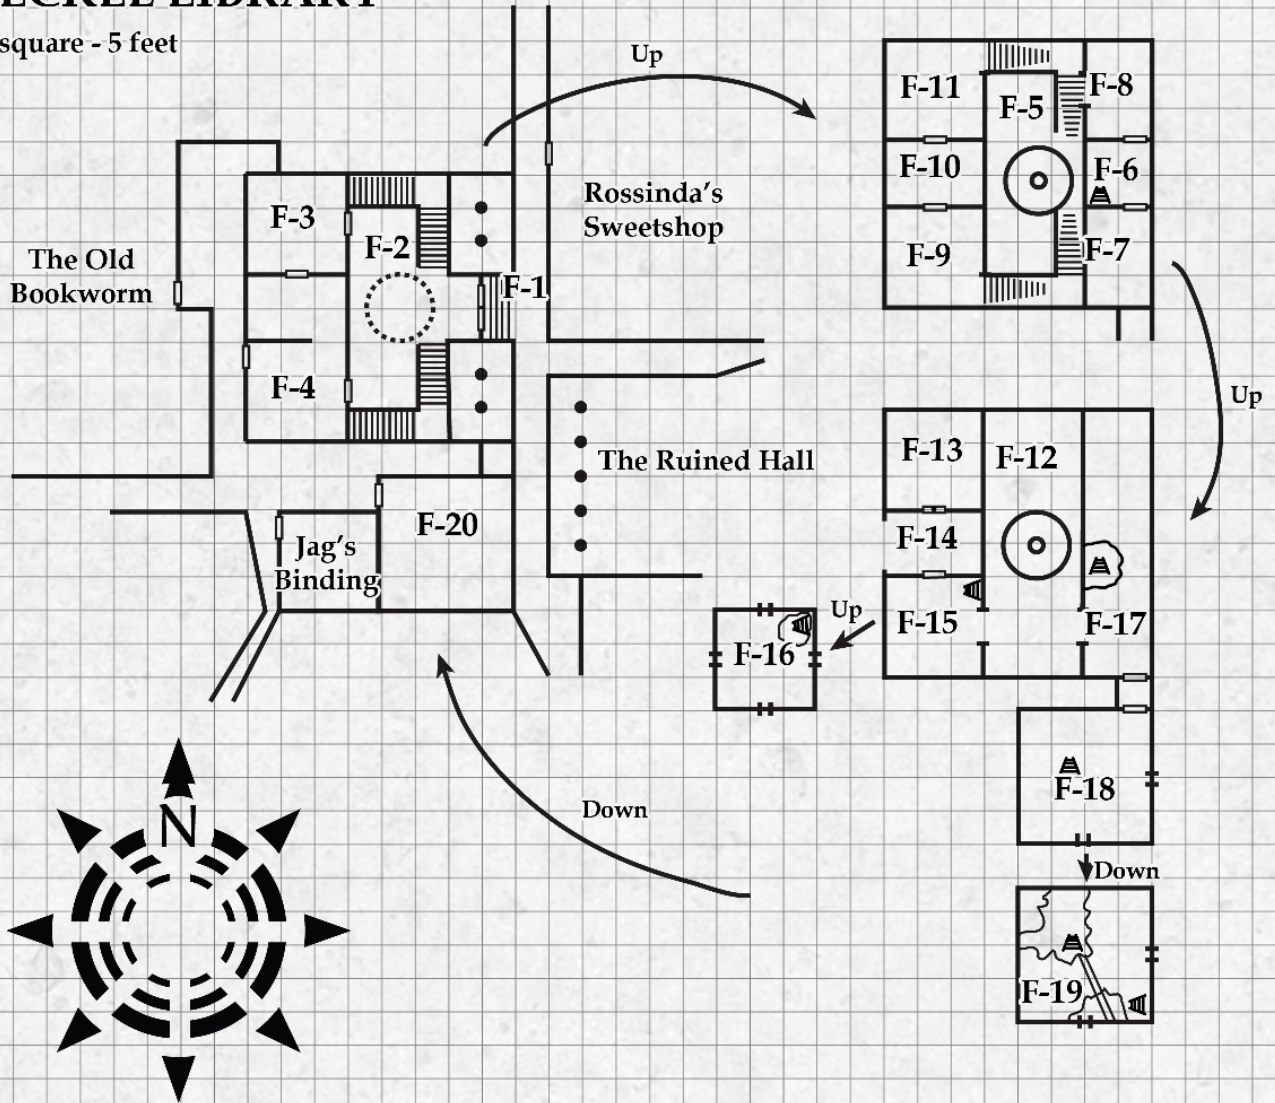 LIBRARY
square - 5 feet
Up
F-11
F-5
F-8
F-10
F-6
F-9
F-7
Rossinda's
Sweetshop
F-3
F-2
F-1
The Old
Bookworm
F-4
Up
The Ruined Hall
F-13
F-12
F-20
Jag's
Binding
F-14
F-15
F-17
Up
F-16
Down
F-18
Down
F-19
N